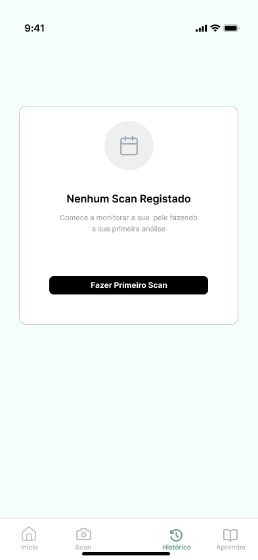 9:41
Nenhum Scan Registado
Comece a monitorar a sua pele fazendo
a sua primeira análise
Fazer Primeiro Scan
Início
Scan
Histórico
Aprender